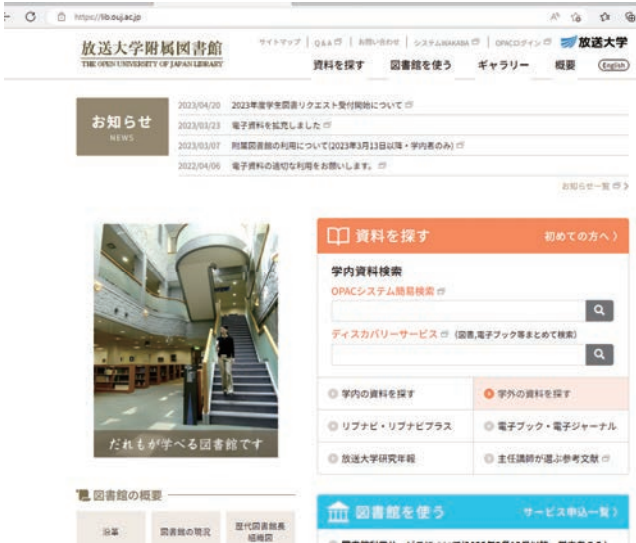 https://lib.ouj.ac.jp
サイトマップ | Q&A | お問い合わせ | システムWAKABA | OPACログイン 放送大学
放送大学附属図書館
THE OPEN UNIVERSITY OF JAPAN LIBRARY
資料を探す 図書館を使う ギャラリー 概要 English
お知らせ
NEWS
2023/04/20 2023年度学生図書リクエスト受付開始について
2023/03/23 電子資料を拡充しました
2023/03/07 附属図書館の利用について(2023年3月13日以降・学内者のみ)
2022/04/06 電子資料の適切な利用をお願いします。
お知らせ一覧
資料を探す 初めての方へ
学内資料検索
OPACシステム簡易検索
ディスカバリーサービス (図書,電子ブック等まとめて検索)
学内の資料を探す 学外の資料を探す
リブナビ・リブナビプラス 電子ブック・電子ジャーナル
放送大学研究年報 主任講師が選ぶ参考文献
だれもが学べる図書館です
図書館の概要
沿革 図書館の現況 歴代図書館長
組織図
図書館を使う サービス申込一覧